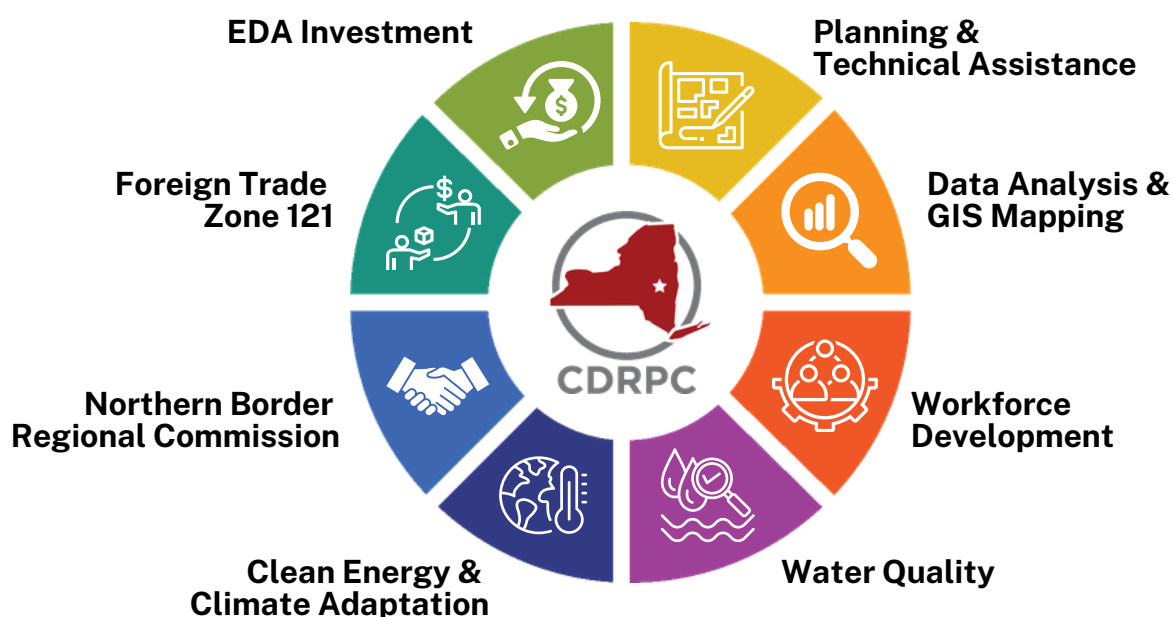 EDA Investment
Planning &
Technical Assistance
Foreign Trade
Zone 121
Data Analysis &
GIS Mapping
$
$
CDRPC
Northern Border
Regional Commission
Workforce
Development
Clean Energy &
Climate Adaptation
Water Quality